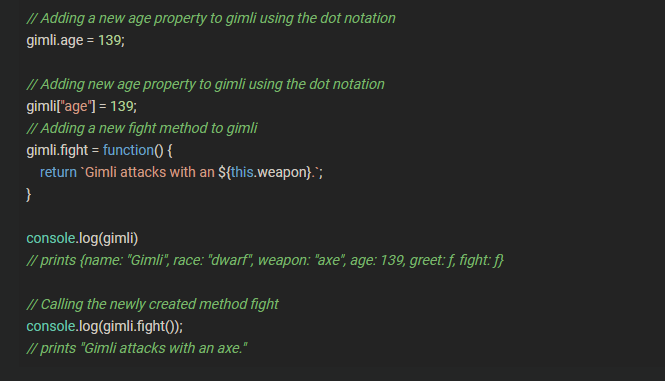 // Adding a new age property to gimli using the dot notation
gimli.age = 139;
// Adding new age property to gimli using the dot notation
gimli["age"] = 139;
// Adding a new fight method to gimli
gimli.fight = function() {
    return `Gimli attacks with an ${this.weapon}.`;
}
console.log(gimli)
// prints {name: "Gimli", race: "dwarf", weapon: "axe", age: 139, greet: ƒ, fight: ƒ}
// Calling the newly created method fight
console.log(gimli.fight());
// prints "Gimli attacks with an axe."